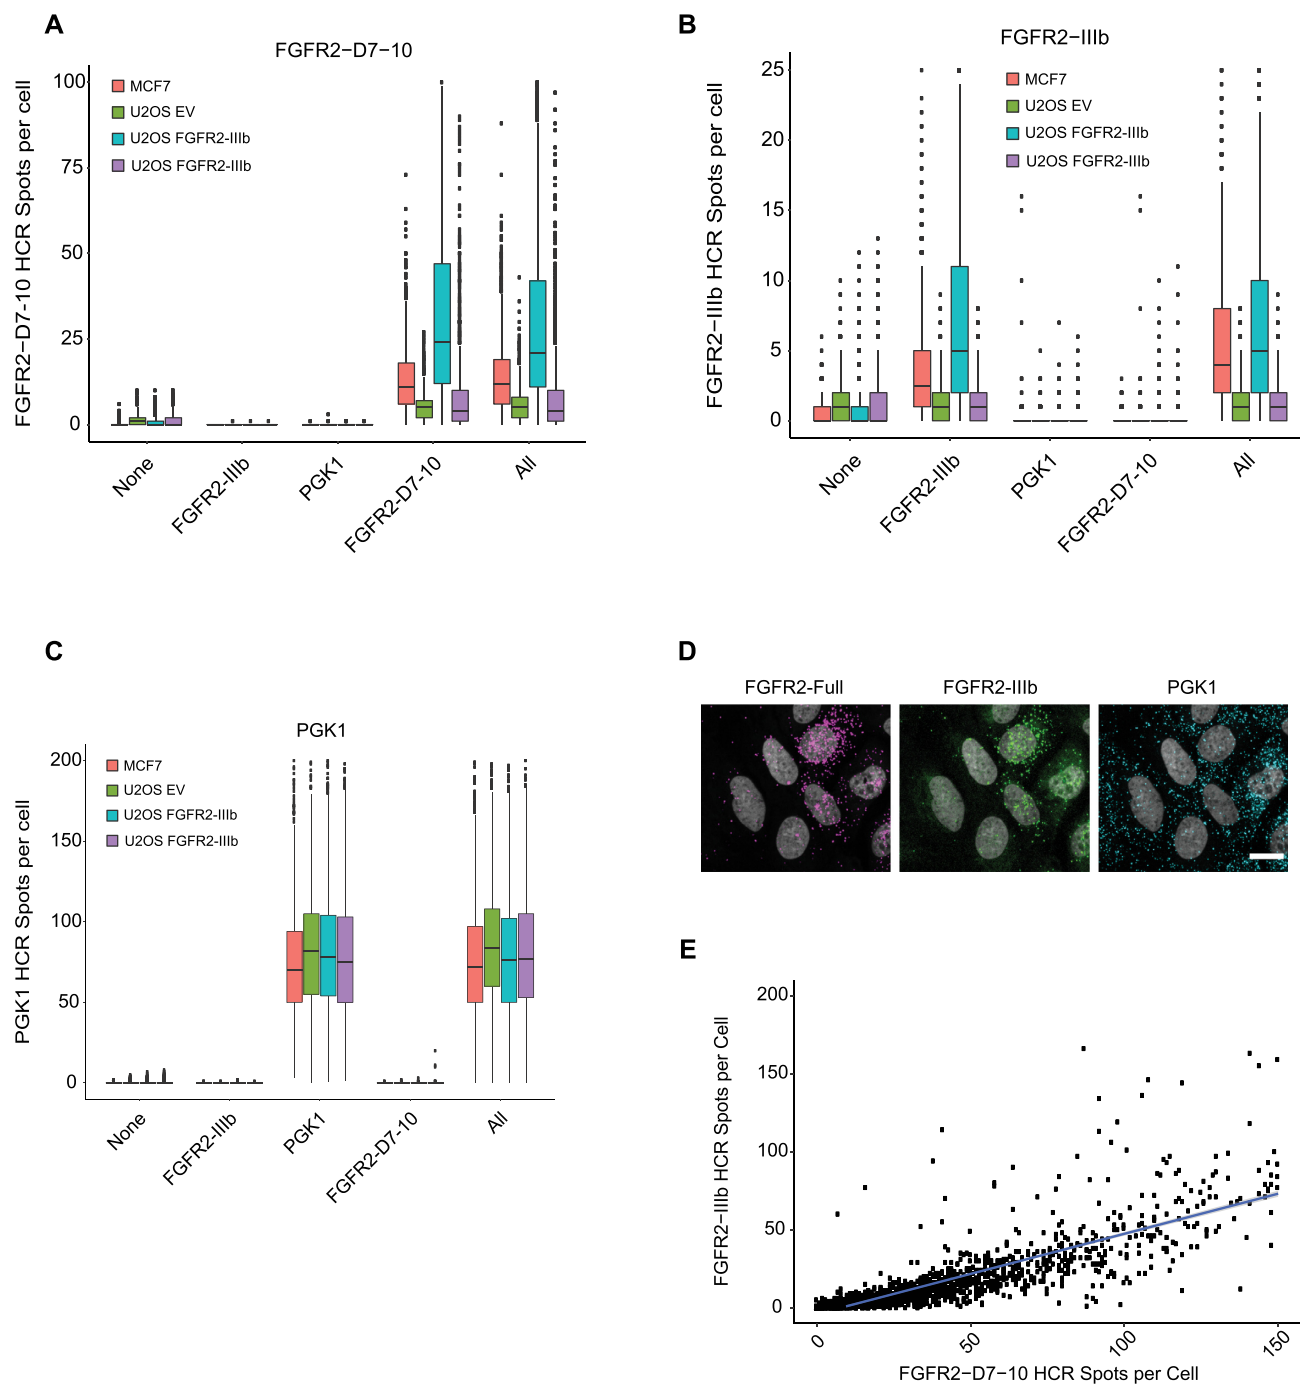 A
FGFR2−D7−10
FGFR2−D7-10 HCR Spots per cell
100
75
50
25
0
MCF7
U2OS EV
U2OS FGFR2-IIIb
U2OS FGFR2-IIIb
None
FGFR2-IIIb
PGK1
FGFR2-D7-10
All
B
FGFR2−IIIb
FGFR2−IIIb HCR Spots per cell
25
20
15
10
5
0
MCF7
U2OS EV
U2OS FGFR2-IIIb
U2OS FGFR2-IIIb
None
FGFR2-IIIb
PGK1
FGFR2-D7-10
All
C
PGK1
PGK1 HCR Spots per cell
200
150
100
50
0
MCF7
U2OS EV
U2OS FGFR2-IIIb
U2OS FGFR2-IIIb
None
FGFR2-IIIb
PGK1
FGFR2-D7-10
All
D
FGFR2-Full
FGFR2-IIIb
PGK1
E
FGFR2−IIIb HCR Spots per Cell
200
150
100
50
0
0
50
100
150
FGFR2−D7−10 HCR Spots per Cell